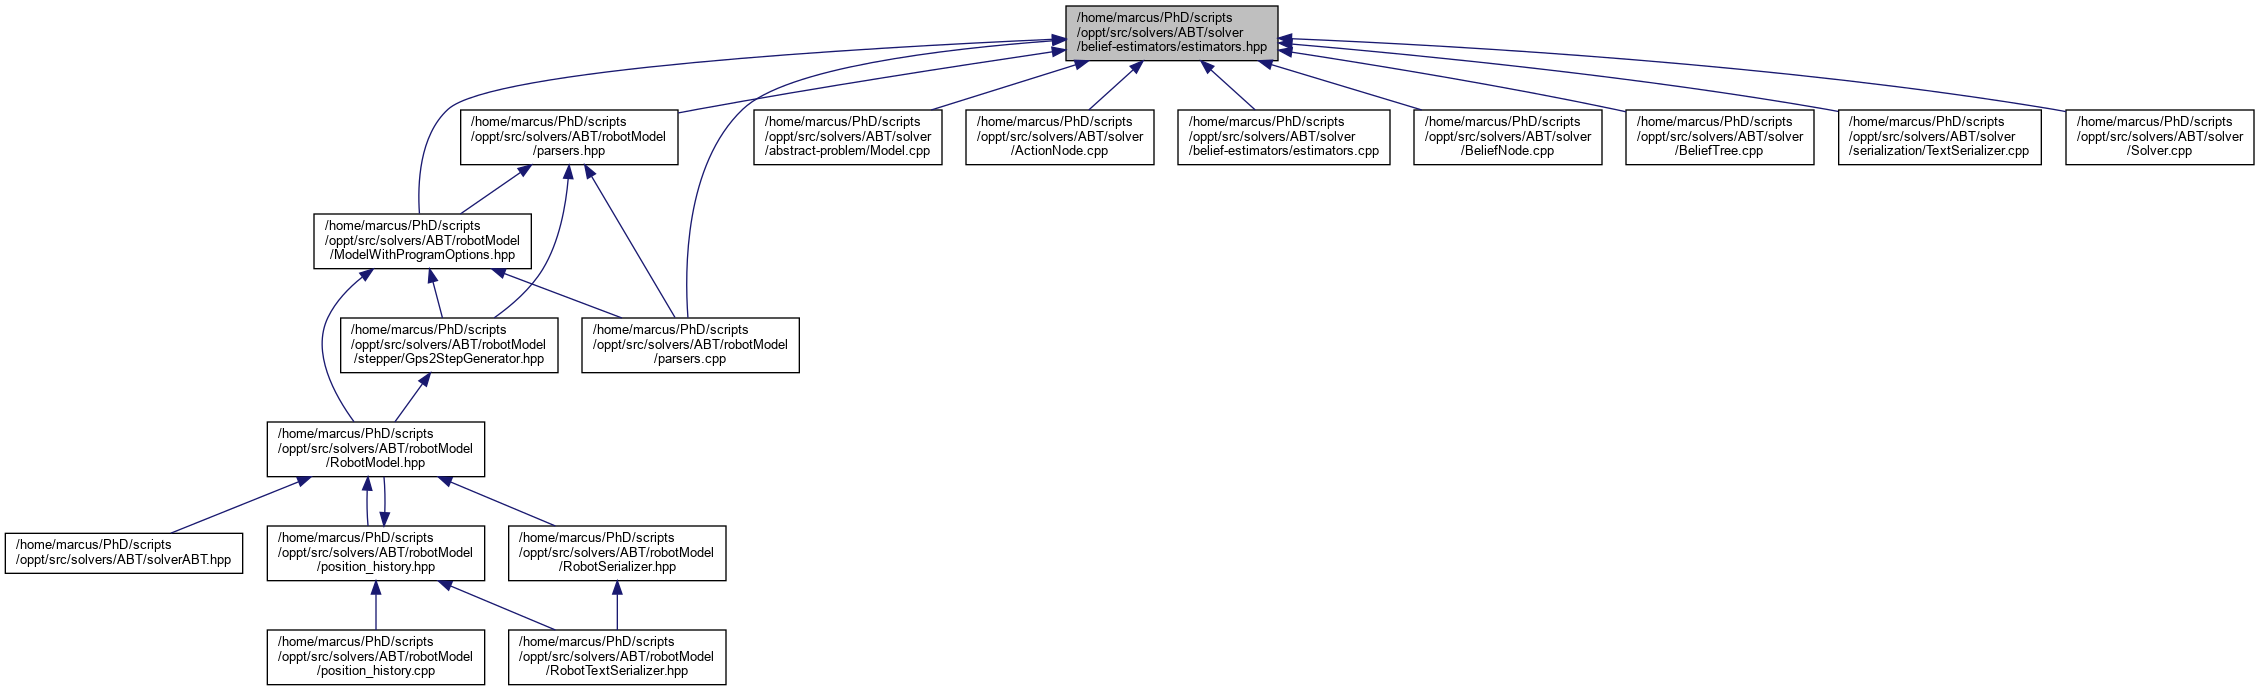 /home/marcus/PhD/scripts
/oppt/src/solvers/ABT/solver
/belief-estimators/estimators.hpp
/home/marcus/PhD/scripts
/oppt/src/solvers/ABT/robotModel
/parsers.hpp
/home/marcus/PhD/scripts
/oppt/src/solvers/ABT/solver
/abstract-problem/Model.cpp
/home/marcus/PhD/scripts
/oppt/src/solvers/ABT/solver
/ActionNode.cpp
/home/marcus/PhD/scripts
/oppt/src/solvers/ABT/solver
/belief-estimators/estimators.cpp
/home/marcus/PhD/scripts
/oppt/src/solvers/ABT/solver
/BeliefNode.cpp
/home/marcus/PhD/scripts
/oppt/src/solvers/ABT/solver
/BeliefTree.cpp
/home/marcus/PhD/scripts
/oppt/src/solvers/ABT/solver
/serialization/TextSerializer.cpp
/home/marcus/PhD/scripts
/oppt/src/solvers/ABT/solver
/Solver.cpp
/home/marcus/PhD/scripts
/oppt/src/solvers/ABT/robotModel
/ModelWithProgramOptions.hpp
/home/marcus/PhD/scripts
/oppt/src/solvers/ABT/robotModel
/stepper/Gps2StepGenerator.hpp
/home/marcus/PhD/scripts
/oppt/src/solvers/ABT/robotModel
/parsers.cpp
/home/marcus/PhD/scripts
/oppt/src/solvers/ABT/robotModel
/RobotModel.hpp
/home/marcus/PhD/scripts
/oppt/src/solvers/ABT/solverABT.hpp
/home/marcus/PhD/scripts
/oppt/src/solvers/ABT/robotModel
/position_history.hpp
/home/marcus/PhD/scripts
/oppt/src/solvers/ABT/robotModel
/RobotSerializer.hpp
/home/marcus/PhD/scripts
/oppt/src/solvers/ABT/robotModel
/position_history.cpp
/home/marcus/PhD/scripts
/oppt/src/solvers/ABT/robotModel
/RobotTextSerializer.hpp